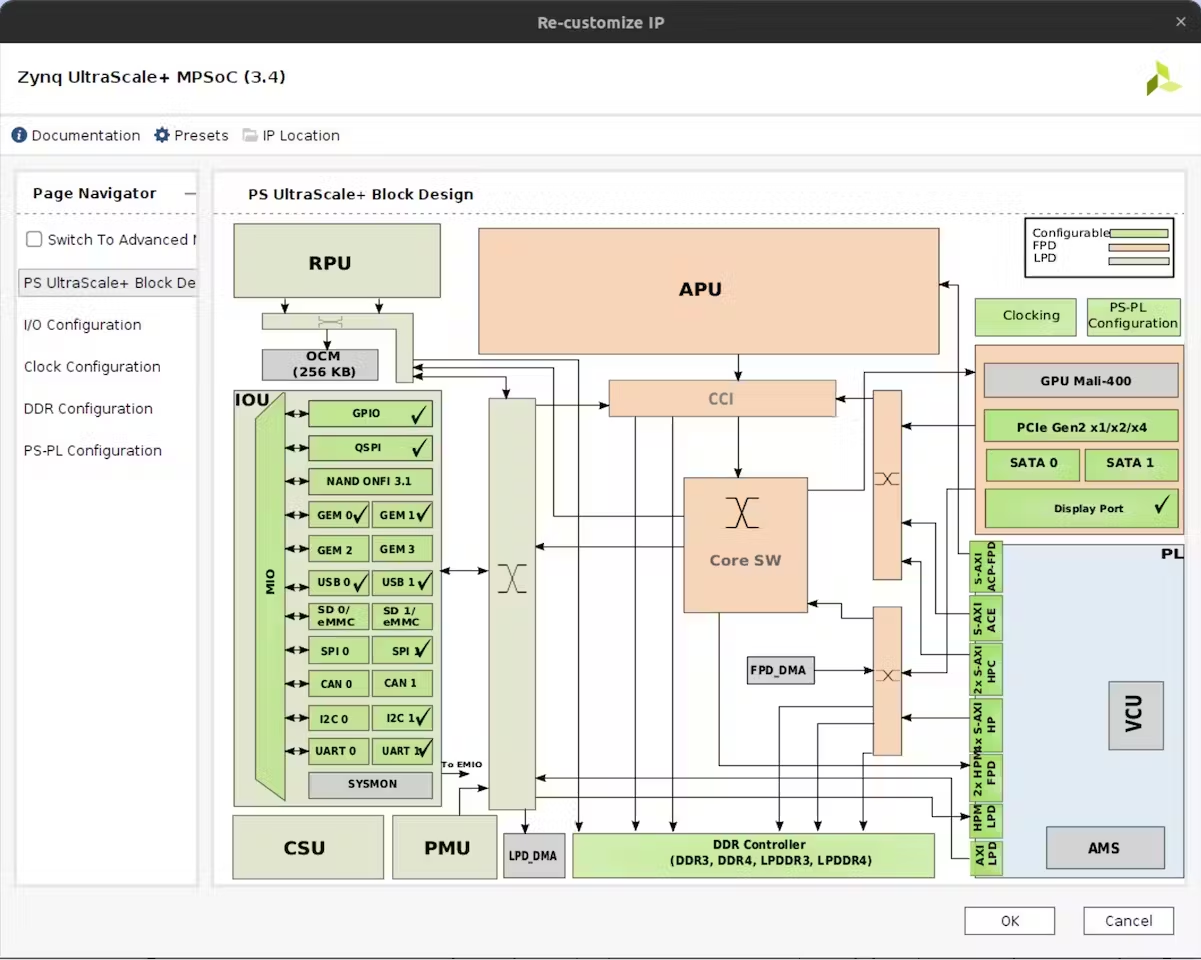 Re-customize IP
Zynq UltraScale+ MPSoC (3.4)
Documentation Presets IP Location
Page Navigator
Switch To Advanced
PS UltraScale+ Block De
I/O Configuration
Clock Configuration
DDR Configuration
PS-PL Configuration
PS UltraScale+ Block Design
Configurable
FPD
LPD
RPU
APU
Clocking
PS-PL
Configuration
OCM
(256 KB)
CCI
GPU Mali-400
PCIe Gen2 x1/x2/x4
SATA 0 SATA 1
Display Port
IOU
MIO
GPIO
QSPI
NAND ONFI 3.1
GEM 0 GEM 1
GEM 2 GEM 3
USB 0 USB 1
SD 0/
eMMC
SD 1/
eMMC
SPI 0 SPI 1
CAN 0 CAN 1
I2C 0 I2C 1
UART 0 UART 1
SYSMON
To EMIO
Core SW
FPD_DMA
PL
S-AXI
ACP-FPD
S-AXI
ACE
2x S-AXI
HPC
4x S-AXI
HP
2x HPM
FPD
HPM
LPD
AXI
LPD
VCU
AMS
CSU
PMU
LPD_DMA
DDR Controller
(DDR3, DDR4, LPDDR3, LPDDR4)
OK Cancel